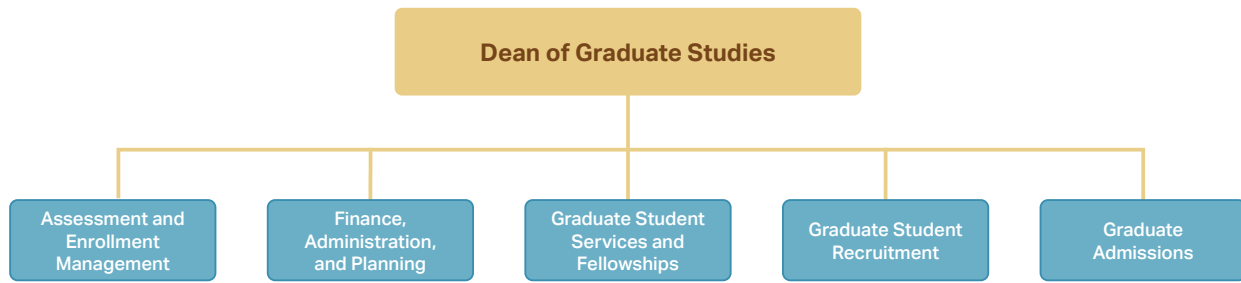 Dean of Graduate Studies
Assessment and
Enrollment
Management
Finance,
Administration,
and Planning
Graduate Student
Services and
Fellowships
Graduate Student
Recruitment
Graduate
Admissions